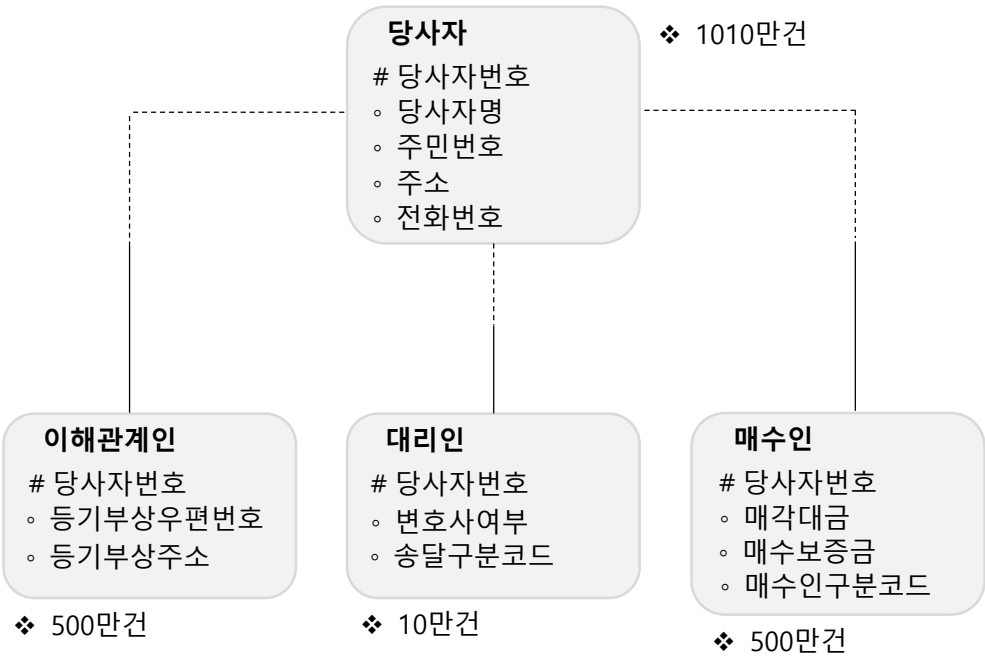 당사자
# 당사자번호
◦ 당사자명
◦ 주민번호
◦ 주소
◦ 전화번호
❖ 1010만건
이해관계인
# 당사자번호
◦ 등기부상우편번호
◦ 등기부상주소
❖ 500만건
대리인
# 당사자번호
◦ 변호사여부
◦ 송달구분코드
❖ 10만건
매수인
# 당사자번호
◦ 매각대금
◦ 매수보증금
◦ 매수인구분코드
❖ 500만건